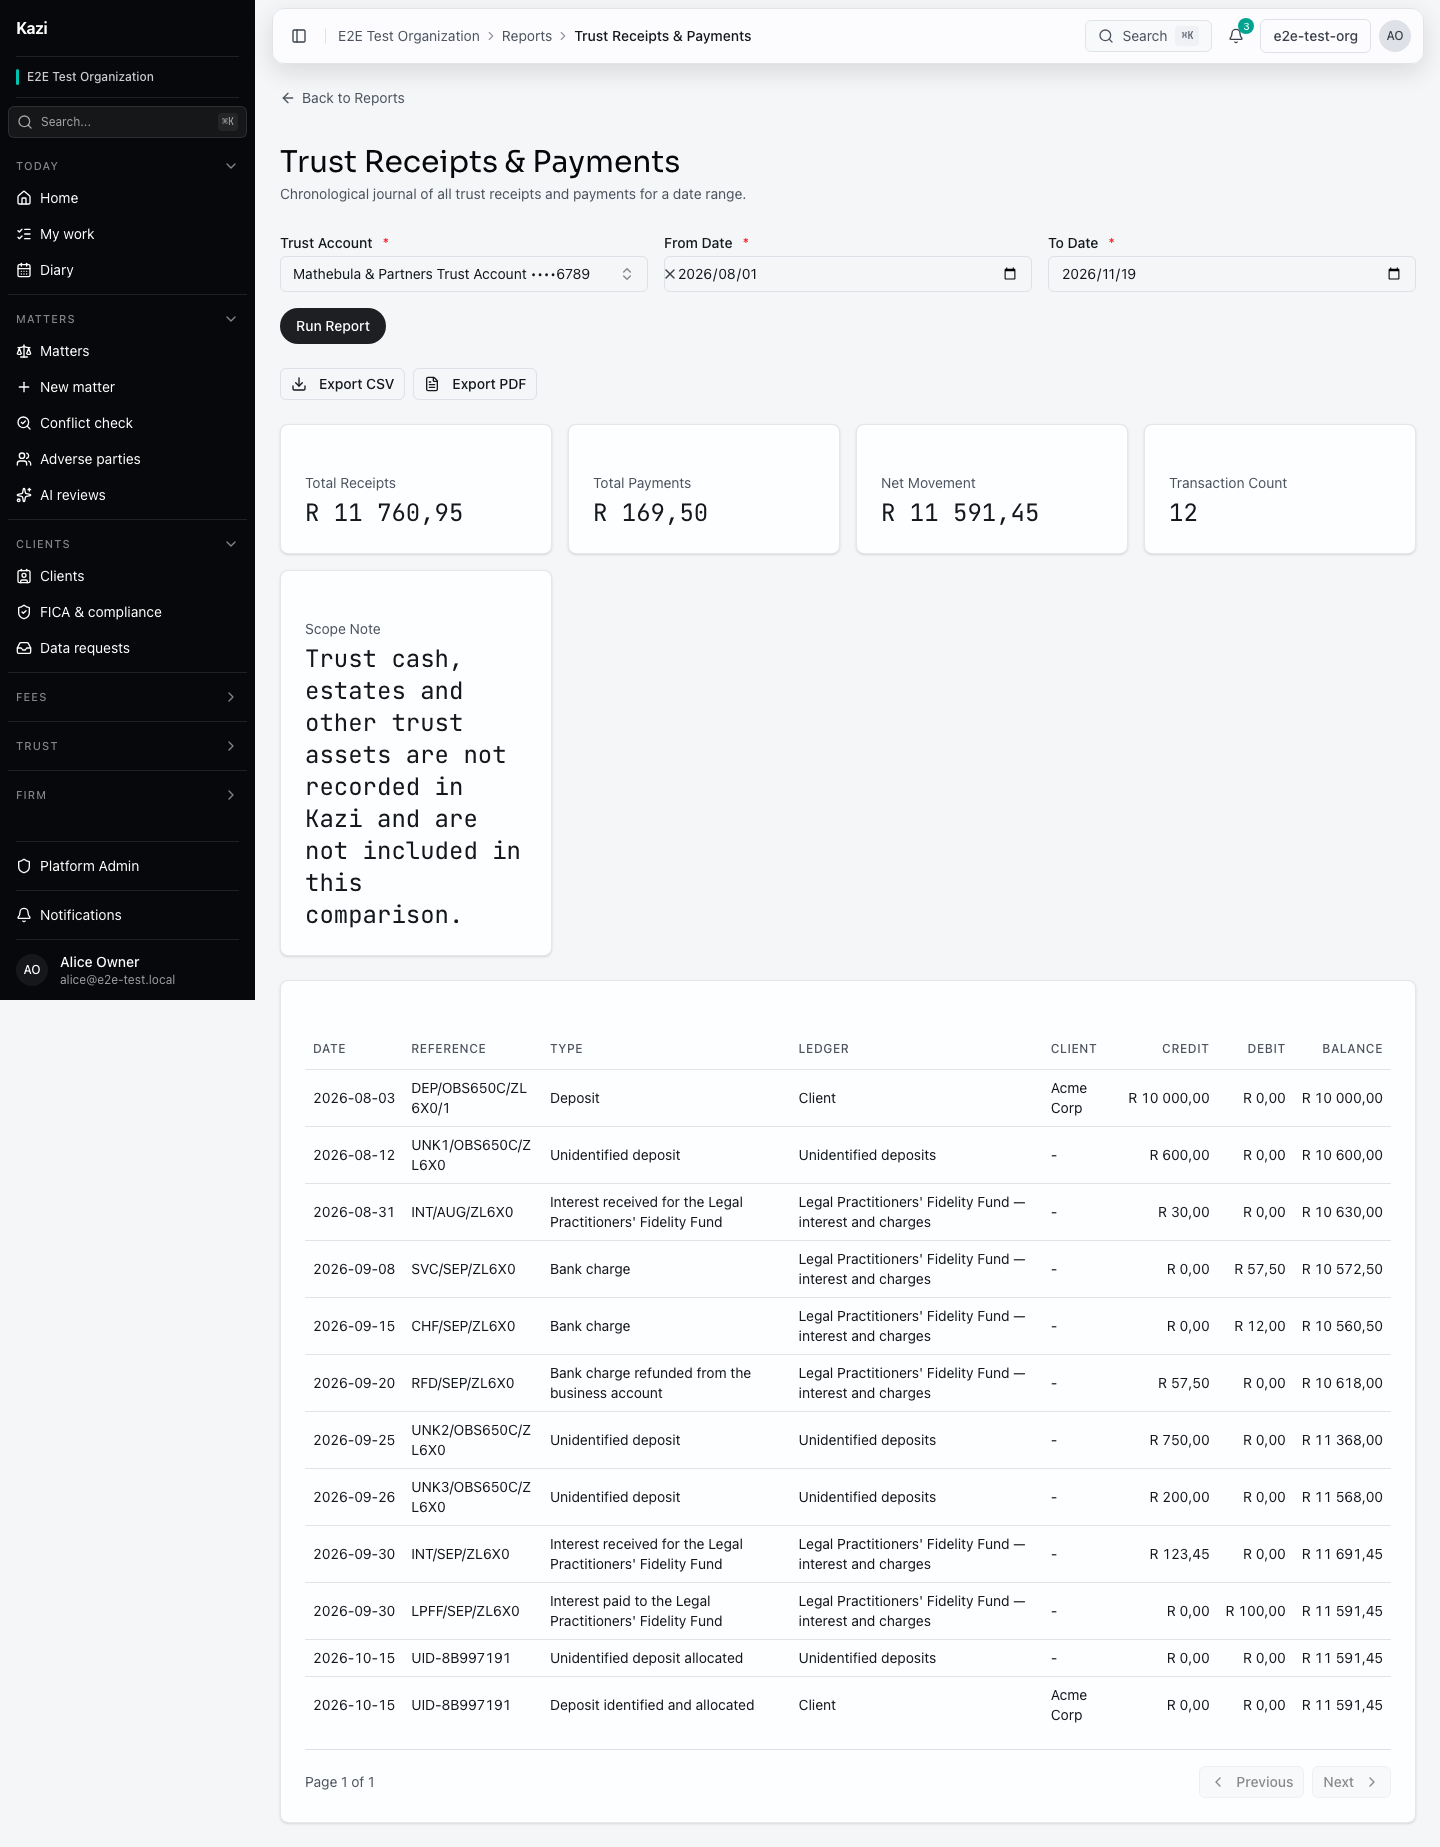 Kazi
E2E Test Organization
Search...
⌘K
TODAY
Home
My work
Diary
MATTERS
Matters
New matter
Conflict check
Adverse parties
AI reviews
CLIENTS
Clients
FICA & compliance
Data requests
FEES
TRUST
FIRM
Platform Admin
Notifications
AO
Alice Owner
alice@e2e-test.local
E2E Test Organization > Reports > Trust Receipts & Payments
Search ⌘K
3
e2e-test-org
AO
Back to Reports
Trust Receipts & Payments
Chronological journal of all trust receipts and payments for a date range.
Trust Account * From Date * To Date *
Mathebula & Partners Trust Account ••••6789 2026/08/01 2026/11/19
Run Report
Export CSV Export PDF
Total Receipts Total Payments Net Movement Transaction Count
R 11 760,95 R 169,50 R 11 591,45 12
Scope Note
Trust cash,
estates and
other trust
assets are not
recorded in
Kazi and are
not included in
this
comparison.
DATE REFERENCE TYPE LEDGER CLIENT CREDIT DEBIT BALANCE
2026-08-03 DEP/OBS650C/ZL6X0/1 Deposit Client Acme Corp R 10 000,00 R 0,00 R 10 000,00
2026-08-12 UNK1/OBS650C/ZL6X0 Unidentified deposit Unidentified deposits - R 600,00 R 0,00 R 10 600,00
2026-08-31 INT/AUG/ZL6X0 Interest received for the Legal Practitioners' Fidelity Fund Legal Practitioners' Fidelity Fund — interest and charges - R 30,00 R 0,00 R 10 630,00
2026-09-08 SVC/SEP/ZL6X0 Bank charge Legal Practitioners' Fidelity Fund — interest and charges - R 0,00 R 57,50 R 10 572,50
2026-09-15 CHF/SEP/ZL6X0 Bank charge Legal Practitioners' Fidelity Fund — interest and charges - R 0,00 R 12,00 R 10 560,50
2026-09-20 RFD/SEP/ZL6X0 Bank charge refunded from the business account Legal Practitioners' Fidelity Fund — interest and charges - R 57,50 R 0,00 R 10 618,00
2026-09-25 UNK2/OBS650C/ZL6X0 Unidentified deposit Unidentified deposits - R 750,00 R 0,00 R 11 368,00
2026-09-26 UNK3/OBS650C/ZL6X0 Unidentified deposit Unidentified deposits - R 200,00 R 0,00 R 11 568,00
2026-09-30 INT/SEP/ZL6X0 Interest received for the Legal Practitioners' Fidelity Fund Legal Practitioners' Fidelity Fund — interest and charges - R 123,45 R 0,00 R 11 691,45
2026-09-30 LPFF/SEP/ZL6X0 Interest paid to the Legal Practitioners' Fidelity Fund Legal Practitioners' Fidelity Fund — interest and charges - R 0,00 R 100,00 R 11 591,45
2026-10-15 UID-8B997191 Unidentified deposit allocated Unidentified deposits - R 0,00 R 0,00 R 11 591,45
2026-10-15 UID-8B997191 Deposit identified and allocated Client Acme Corp R 0,00 R 0,00 R 11 591,45
Page 1 of 1
Previous Next